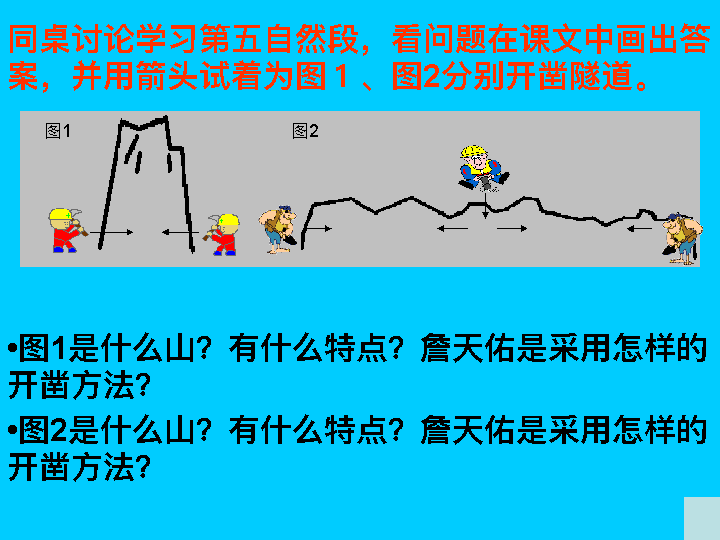 同桌讨论学习第五自然段，看问题在课文中画出答
案，并用箭头试着为图１、图2分别开凿隧道。
图1 图2
•图1是什么山？有什么特点？詹天佑是采用怎样的
开凿方法？
•图2是什么山？有什么特点？詹天佑是采用怎样的
开凿方法？